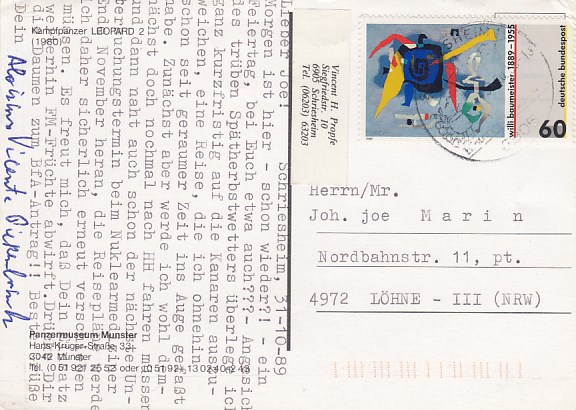 Kampfpanzer LEOPARD 2
(1980)
Lieber Joe! Schriesheim, 31-10-89
Morgen ist hier - schon wieder?! - ein
Feiertag, bei Euch etwa auch??- Angesichts
des trüben Spätherbstwetters überlege ich
ganz kurzfristig auf die Kanaren auszu-
weichen, eine Reise, die ich ohnehin
schon seit geraumer Zeit ins Auge gefaßt
habe. Zunächst aber werde ich wohl dem-
nächst doch nochmal nach HH fahren müssen
und dann naht auch schon der nächste Un-
tersuchungstermin beim Nuklearmediziner
Ende November heran, die Reisepläne werde
ich daher sicherlich erneut verschieben
müssen. Es freut mich, daß Dein Einsatz
weiterhin FM-Früchte abwirft. Drücke Dir
die Daumen zum BfA-Antrag!! Beste Grüße
Dein
Panzermuseum Munster
Hans-Krüger-Straße 33
3042 Munster
Vincent H. Propfe
Siegfriedstr. 10
6905 Schriesheim
Tel. (06203) 63203
willi baumeister 1889-1955
deutsche bundespost
60
Herrn/Mr.
Joh. joe Marin
Nordbahnstr. 11, pt.
4972 LÖHNE - III (NRW)